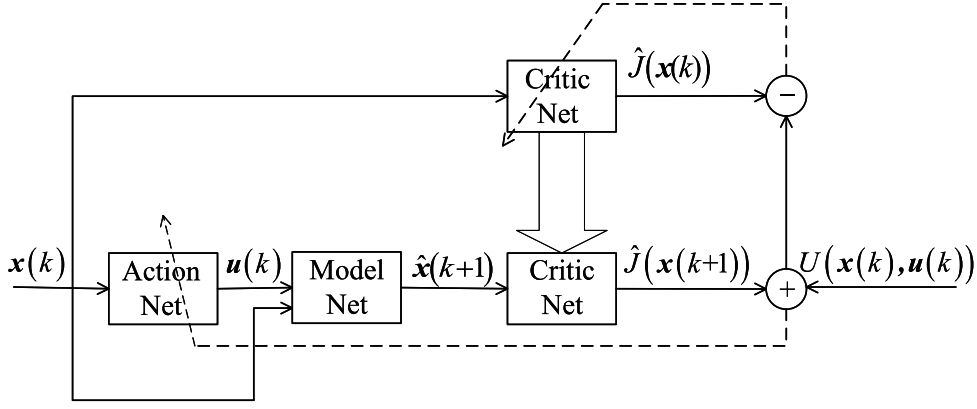 Critic
Net
Ĵ(x(k))
−
x(k)
Action
Net
u(k)
Model
Net
x̂(k+1)
Critic
Net
Ĵ(x(k+1))
+
U(x(k),u(k))